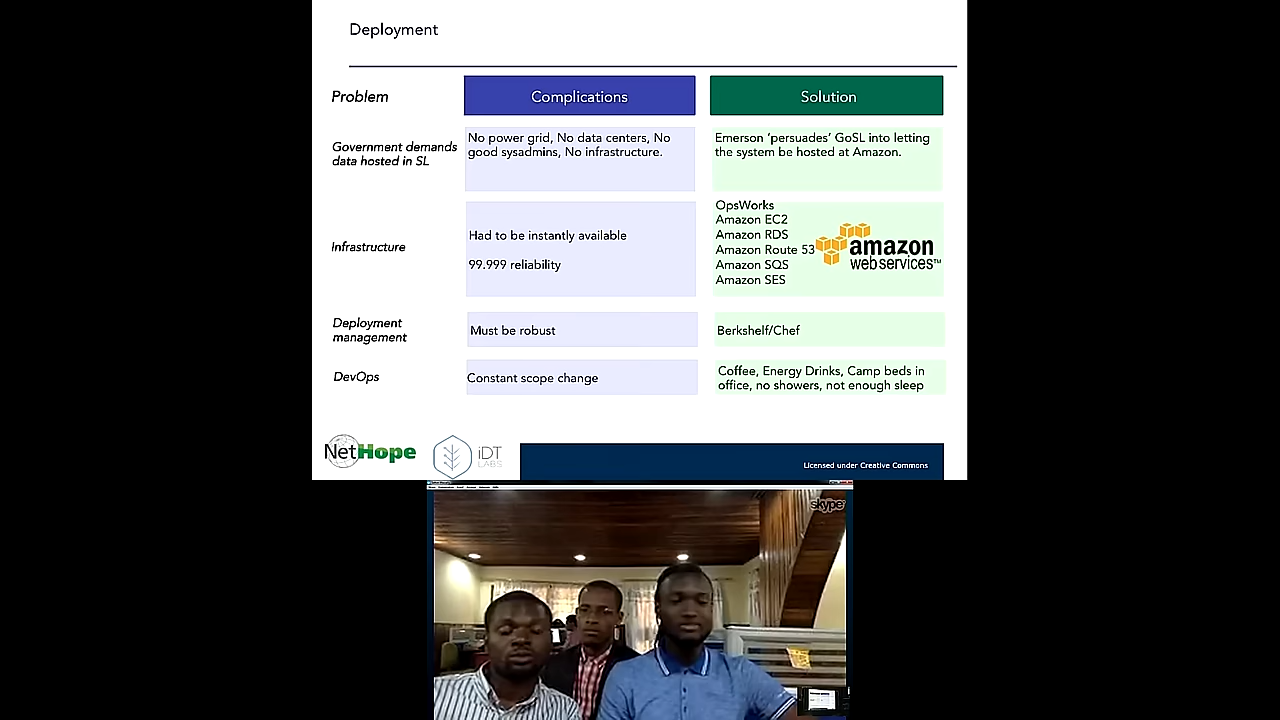 Deployment
Problem
Complications
Solution
Government demands
data hosted in SL
No power grid, No data centers, No
good sysadmins, No infrastructure.
Emerson ‘persuades’ GoSL into letting
the system be hosted at Amazon.
Infrastructure
Had to be instantly available
99.999 reliability
OpsWorks
Amazon EC2
Amazon RDS
Amazon Route 53
Amazon SQS
Amazon SES
amazon
webservices™
Deployment
management
Must be robust
Berkshelf/Chef
DevOps
Constant scope change
Coffee, Energy Drinks, Camp beds in
office, no showers, not enough sleep
NetHope
iDT
LABS
Licensed under Creative Commons
skype